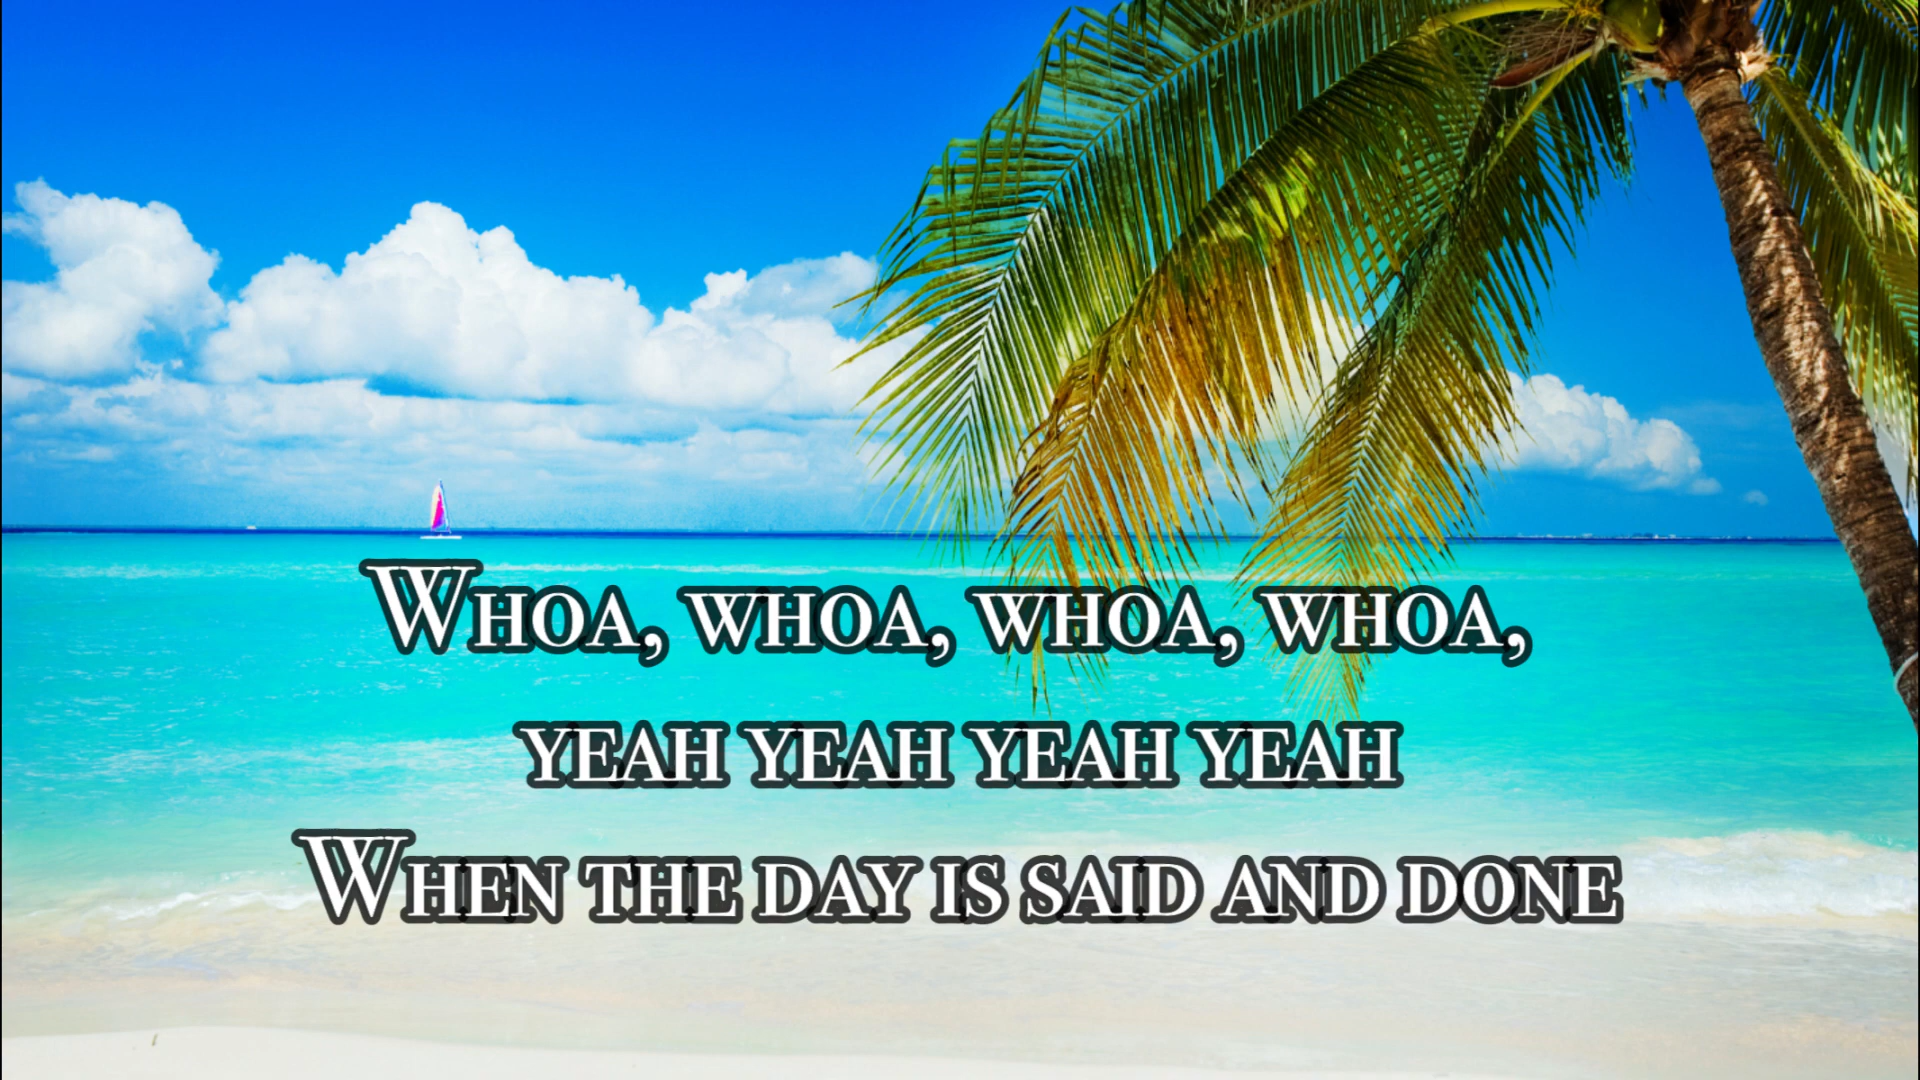 Whoa, whoa, whoa, whoa,
yeah yeah yeah yeah
When the day is said and done